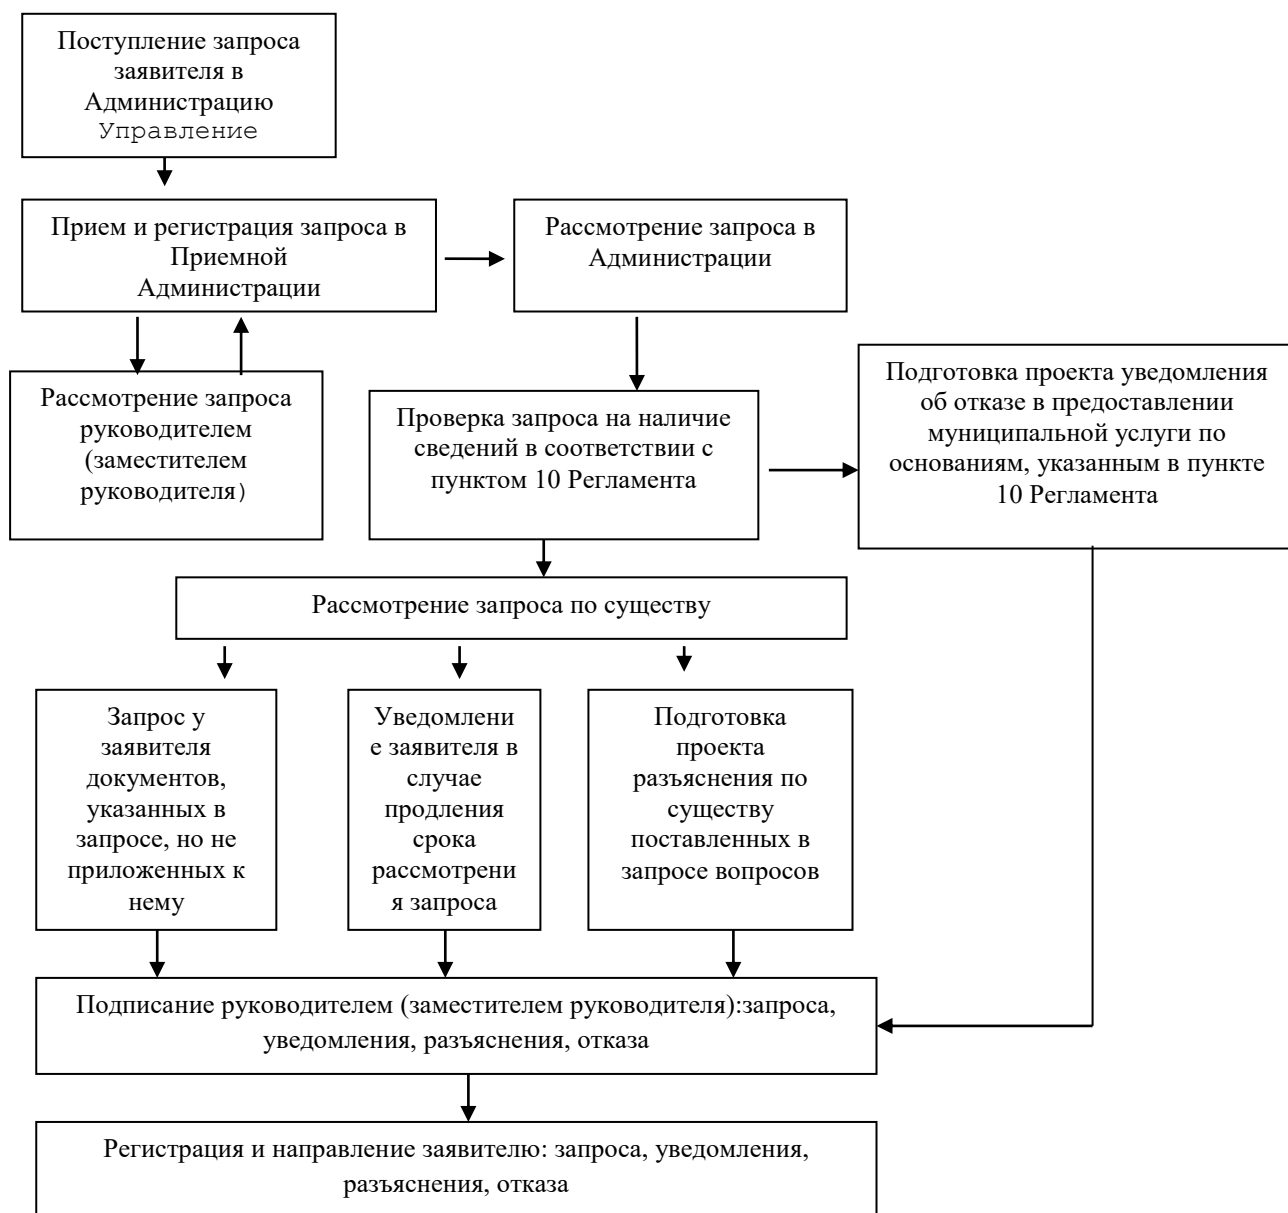 Поступление запроса
заявителя в
Администрацию
Управление
Прием и регистрация запроса в
Приемной
Администрации
Рассмотрение запроса в
Администрации
Рассмотрение запроса
руководителем
(заместителем
руководителя)
Проверка запроса на наличие
сведений в соответствии с
пунктом 10 Регламента
Подготовка проекта уведомления
об отказе в предоставлении
муниципальной услуги по
основаниям, указанным в пункте
10 Регламента
Рассмотрение запроса по существу
Запрос у
заявителя
документов,
указанных в
запросе, но не
приложенных к
нему
Уведомлени
е заявителя в
случае
продления
срока
рассмотрени
я запроса
Подготовка
проекта
разъяснения по
существу
поставленных в
запросе вопросов
Подписание руководителем (заместителем руководителя):запроса,
уведомления, разъяснения, отказа
Регистрация и направление заявителю: запроса, уведомления,
разъяснения, отказа